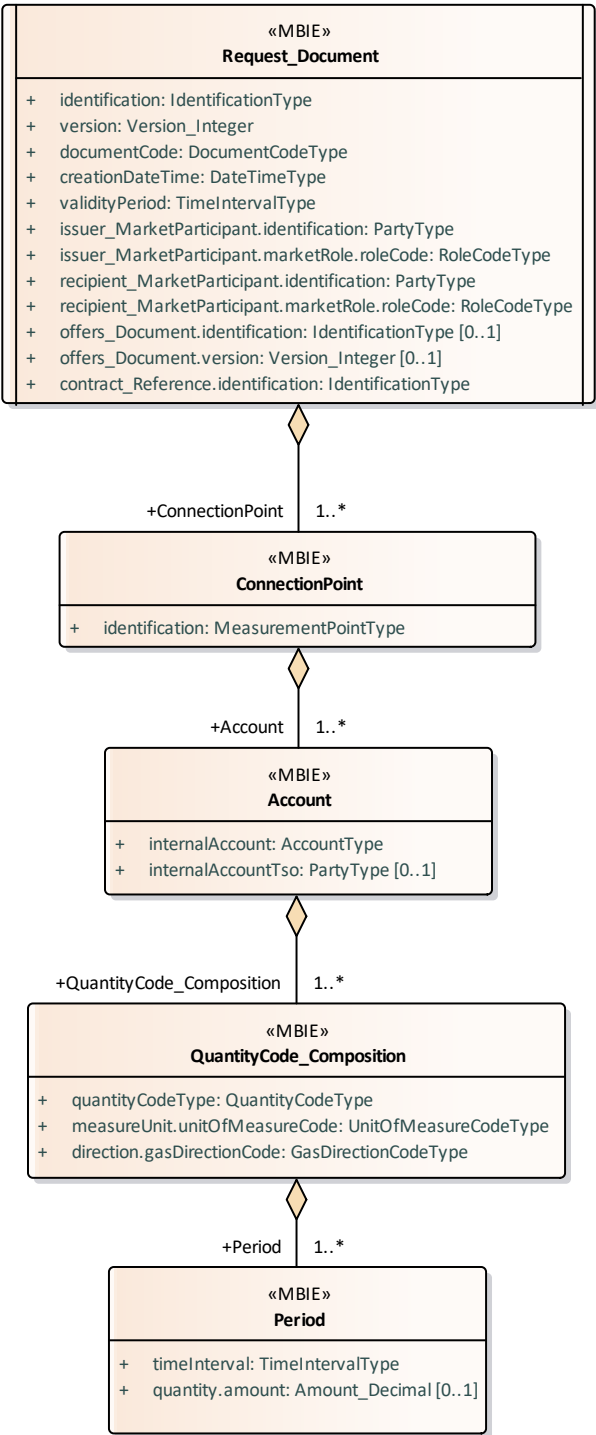 «MBIE»
Request_Document
+ identification: IdentificationType
+ version: Version_Integer
+ documentCode: DocumentCodeType
+ creationDateTime: DateTimeType
+ validityPeriod: TimeIntervalType
+ issuer_MarketParticipant.identification: PartyType
+ issuer_MarketParticipant.marketRole.roleCode: RoleCodeType
+ recipient_MarketParticipant.identification: PartyType
+ recipient_MarketParticipant.marketRole.roleCode: RoleCodeType
+ offers_Document.identification: IdentificationType [0..1]
+ offers_Document.version: Version_Integer [0..1]
+ contract_Reference.identification: IdentificationType
+ConnectionPoint 1..*
«MBIE»
ConnectionPoint
+ identification: MeasurementPointType
+Account 1..*
«MBIE»
Account
+ internalAccount: AccountType
+ internalAccountTso: PartyType [0..1]
+QuantityCode_Composition 1..*
«MBIE»
QuantityCode_Composition
+ quantityCodeType: QuantityCodeType
+ measureUnit.unitOfMeasureCode: UnitOfMeasureCodeType
+ direction.gasDirectionCode: GasDirectionCodeType
+Period 1..*
«MBIE»
Period
+ timeInterval: TimeIntervalType
+ quantity.amount: Amount_Decimal [0..1]